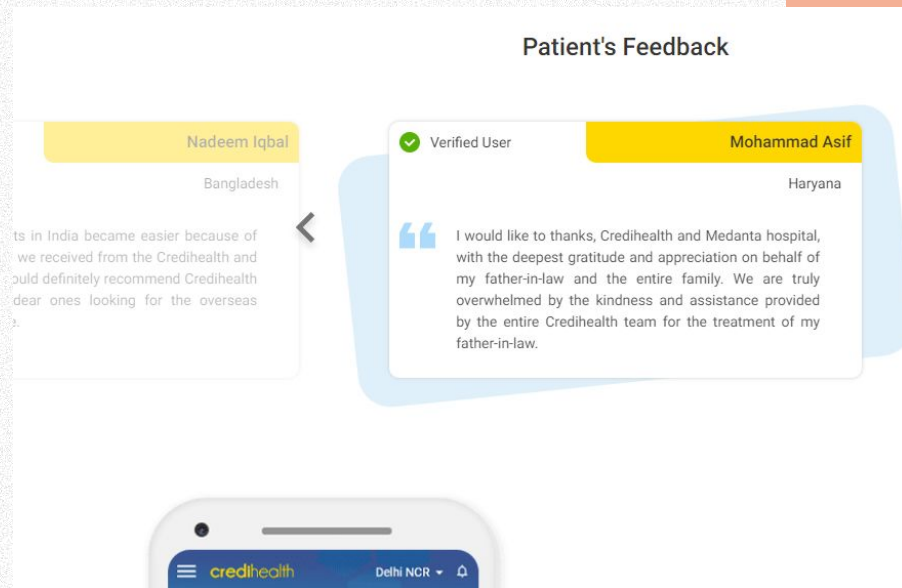 Patient's Feedback
Nadeem Iqbal
Bangladesh
in India became easier because of
we received from the Credihealth and
definitely recommend Credihealth
dear ones looking for the overseas
Verified User
Mohammad Asif
Haryana
I would like to thanks, Credihealth and Medanta hospital,
with the deepest gratitude and appreciation on behalf of
my father-in-law and the entire family. We are truly
overwhelmed by the kindness and assistance provided
by the entire Credihealth team for the treatment of my
father-in-law.
credihealth
Delhi NCR